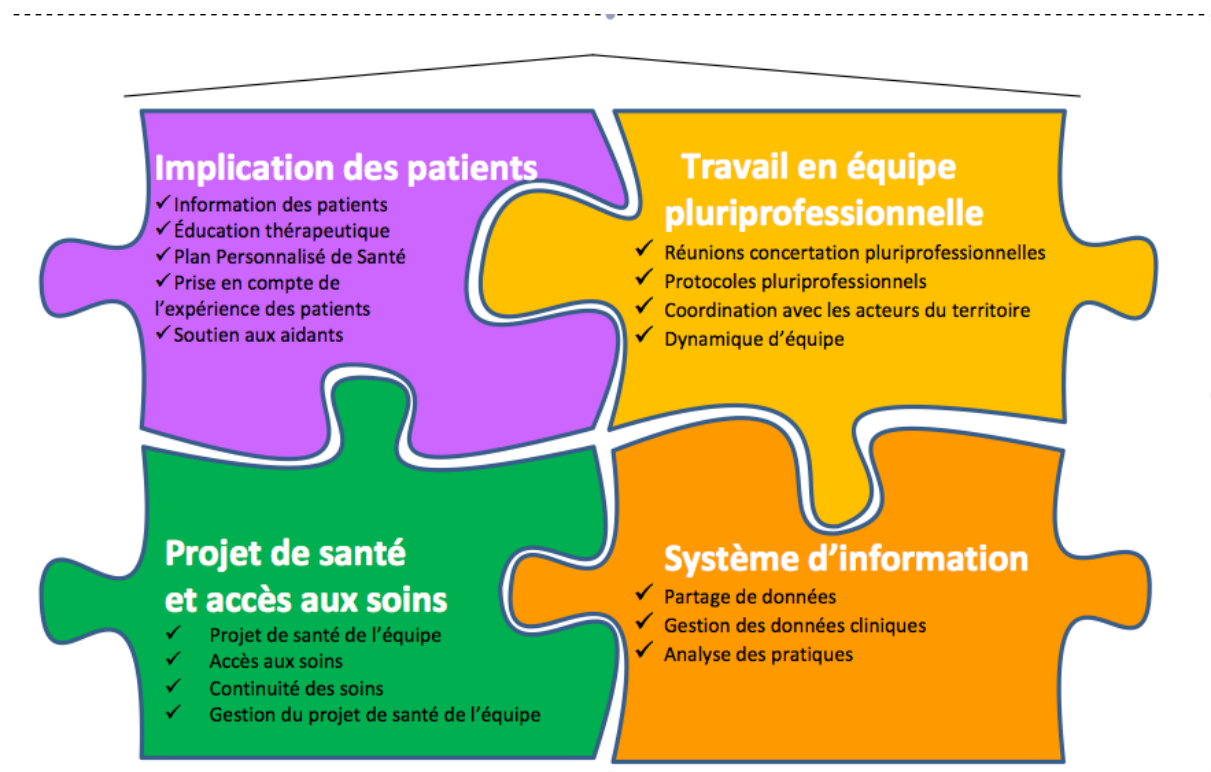 Implication des patients
✓ Information des patients
✓ Éducation thérapeutique
✓ Plan Personnalisé de Santé
✓ Prise en compte de
l’expérience des patients
✓ Soutien aux aidants
Travail en équipe
pluriprofessionnelle
✓ Réunions concertation pluriprofessionnelles
✓ Protocoles pluriprofessionnels
✓ Coordination avec les acteurs du territoire
✓ Dynamique d’équipe
Projet de santé
et accès aux soins
✓ Projet de santé de l’équipe
✓ Accès aux soins
✓ Continuité des soins
✓ Gestion du projet de santé de l’équipe
Système d’information
✓ Partage de données
✓ Gestion des données cliniques
✓ Analyse des pratiques